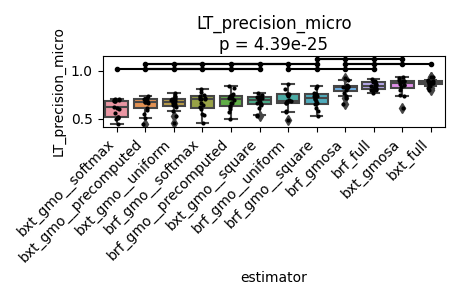 LT_precision_micro
p = 4.39e-25
LT_precision_micro
1.0
0.5
bxt_gmo__softmax
bxt_gmo__precomputed
bxt_gmo__uniform
brf_gmo__softmax
brf_gmo__precomputed
bxt_gmo__square
brf_gmo__uniform
brf_gmo__square
brf_gmosa
brf_full
bxt_gmosa
bxt_full
estimator